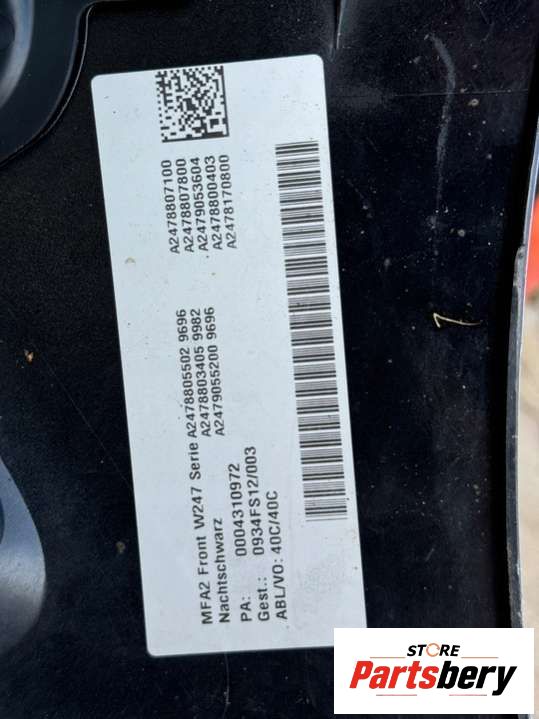 MFA2 Front W247 Serie A2478805502 9696
Nachtschwarz A2478803405 9982
A2479055200 9696
PA: 0004310972
Gest.: 0934FS12/003
ABL/VO: 40C/40C
A2478807100
A2478807800
A2479053604
A2478800403
A2478170800
STORE
Partsbery